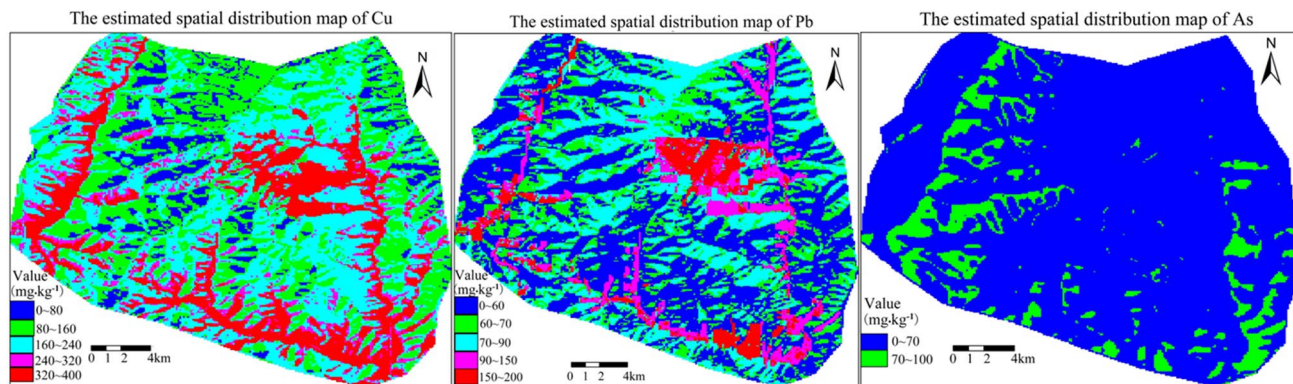 The estimated spatial distribution map of Cu
N
Value
(mg·kg⁻¹)
0~80
80~160
160~240
240~320
320~400
0 1 2 4km
The estimated spatial distribution map of Pb
N
Value
(mg·kg⁻¹)
0~60
60~70
70~90
90~150
150~200
0 1 2 4km
The estimated spatial distribution map of As
N
Value
(mg·kg⁻¹)
0~70
70~100
0 1 2 4km